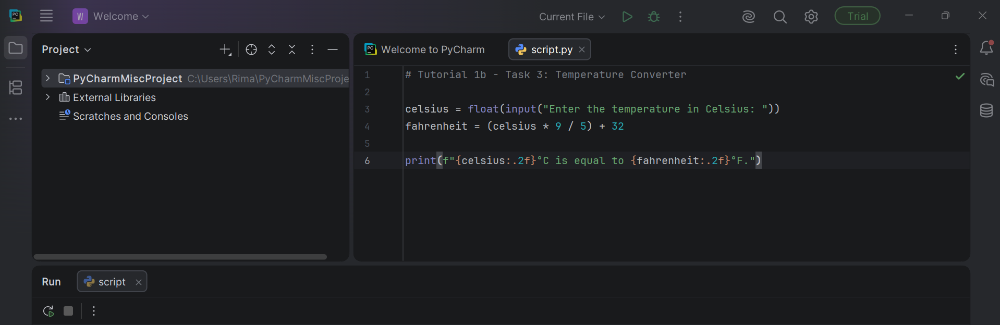 PC
W Welcome
Current File
Trial
Project
PyCharmMiscProject C:\Users\Rima\PyCharmMiscProje
External Libraries
Scratches and Consoles
PC Welcome to PyCharm
script.py
1 # Tutorial 1b - Task 3: Temperature Converter
2
3 celsius = float(input("Enter the temperature in Celsius: "))
4 fahrenheit = (celsius * 9 / 5) + 32
5
6 print(f"{celsius:.2f}°C is equal to {fahrenheit:.2f}°F.")
Run script